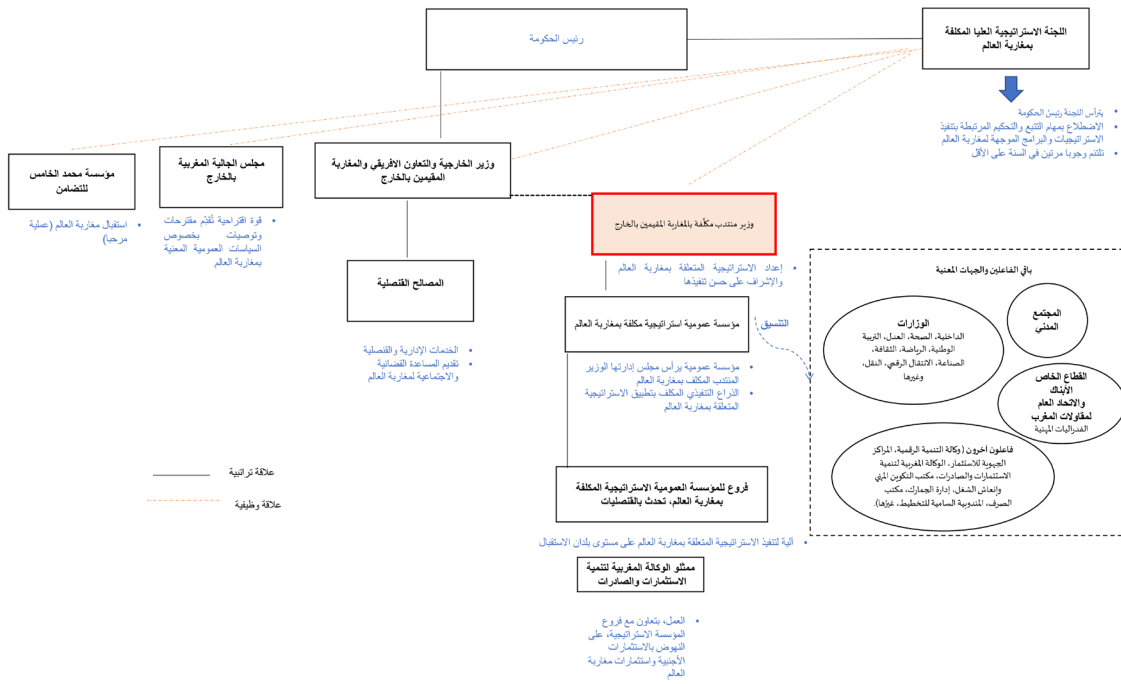 اللجنة الاستراتيجية العليا المكلفة
بمغاربة العالم
رئيس الحكومة
يترأس اللجنة رئيسُ الحكومة
الاضطلاع بمهام التتبع والتحكيم المرتبطة بتنفيذ
الاستراتيجيات والبرامج الموجهة لمغاربة العالم
تلتئم وجوبا مرتين في السنة على الأقل
وزير الخارجية والتعاون الافريقي والمغاربة
المقيمين بالخارج
مجلس الجالية المغربية
بالخارج
مؤسسة محمد الخامس
للتضامن
قوة اقتراحية تُقدّم مقترحات
وتوصيات بخصوص
السياسات العمومية المعنية
بمغاربة العالم
استقبال مغاربة العالم (عملية
مرحبا)
وزير منتدب مكلَّفة بالمغاربة المقيمين بالخارج
إعداد الاستراتيجية المتعلقة بمغاربة العالم
والإشراف على حسن تنفيذها
المصالح القنصلية
الخدمات الإدارية والقنصلية
تقديم المساعدة القضائية
والاجتماعية لمغاربة العالم
مؤسسة عمومية استراتيجية مكلفة بمغاربة العالم
التنسيق
مؤسسة عمومية يرأس مجلس إدارتها الوزير
المنتدب المكلف بمغاربة العالم
الذراع التنفيذي المكلف بتطبيق الاستراتيجية
المتعلقة بمغاربة العالم
باقي الفاعلين والجهات المعنية
المجتمع
المدني
الوزارات
الداخلية، الصحة، العدل، التربية
الوطنية، الرياضة، الثقافة،
الصناعة، الانتقال الرقمي، النقل،
وغيرها
القطاع الخاص
الأبناك
والاتحاد العام
لمقاولات المغرب
الفدراليات المهنية
فاعلون آخرون (وكالة التنمية الرقمية، المراكز
الجهوية للاستثمار، الوكالة المغربية لتنمية
الاستثمارات والصادرات، مكتب التكوين المهني
وإنعاش الشغل، إدارة الجمارك، مكتب
الصرف، المندوبية السامية للتخطيط، غيرُها).
علاقة تراتبية
علاقة وظيفية
فروع للمؤسسة العمومية الاستراتيجية المكلفة
بمغاربة العالم، تحدث بالقنصليات
آلية لتنفيذ الاستراتيجية المتعلقة بمغاربة العالم على مستوى بلدان الاستقبال
ممثلو الوكالة المغربية لتنمية
الاستثمارات والصادرات
العمل، بتعاون مع فروع
المؤسسة الاستراتيجية، على
النهوض بالاستثمارات
الأجنبية واستثمارات مغاربة
العالم